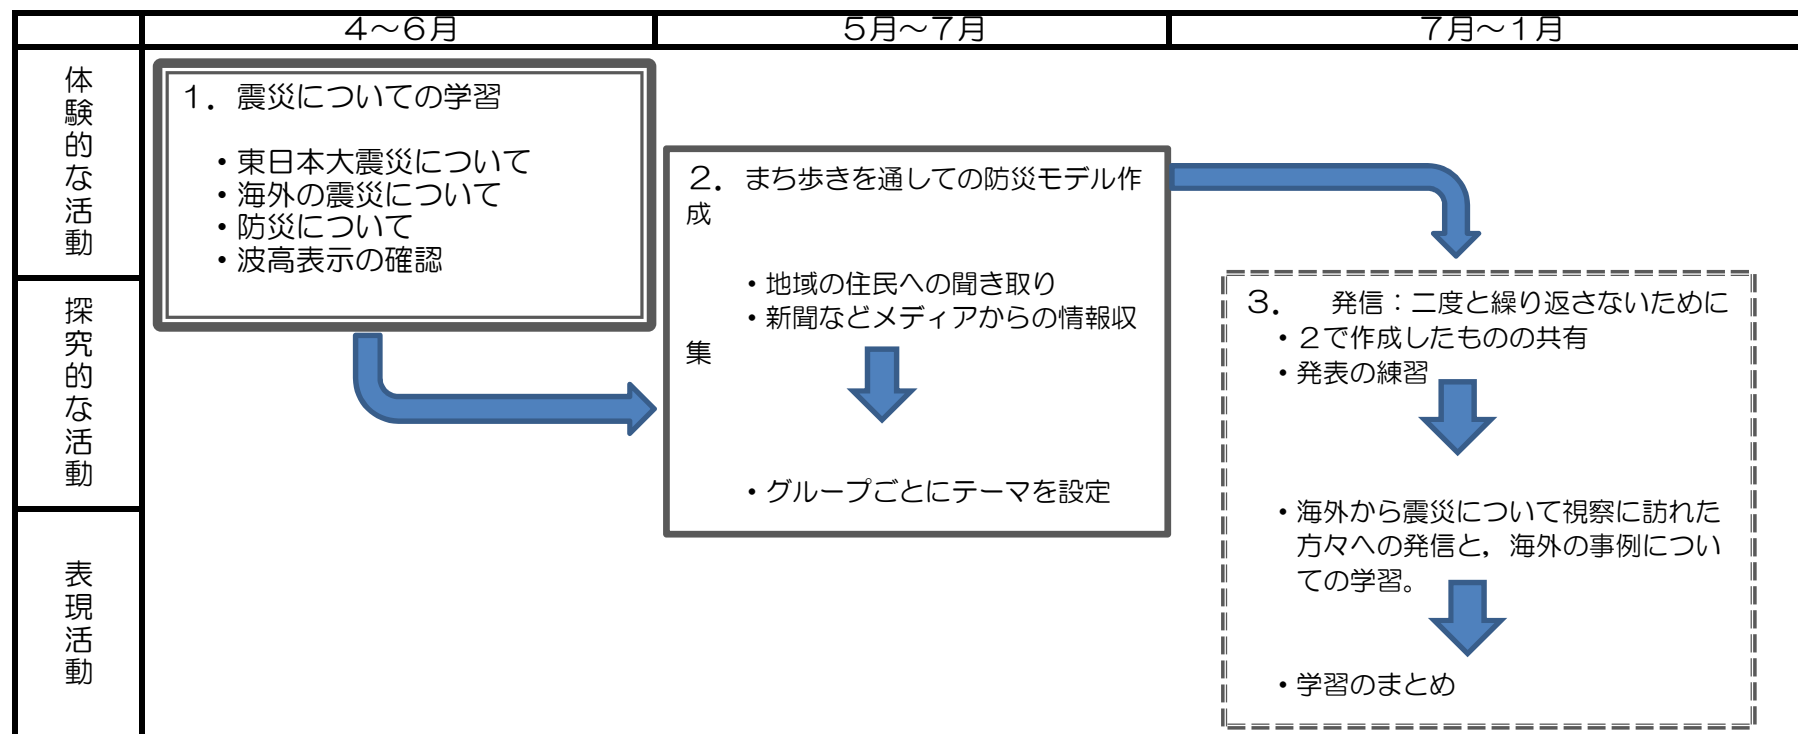 4～6月
5月～7月
7月～1月
体験的な活動
探究的な活動
表現活動
1．震災についての学習
・東日本大震災について
・海外の震災について
・防災について
・波高表示の確認
2．まち歩きを通しての防災モデル作
成
・地域の住民への聞き取り
・新聞などメディアからの情報収
集
・グループごとにテーマを設定
3．　発信：二度と繰り返さないために
・２で作成したものの共有
・発表の練習
・海外から震災について視察に訪れた
方々への発信と，海外の事例につい
ての学習。
・学習のまとめ